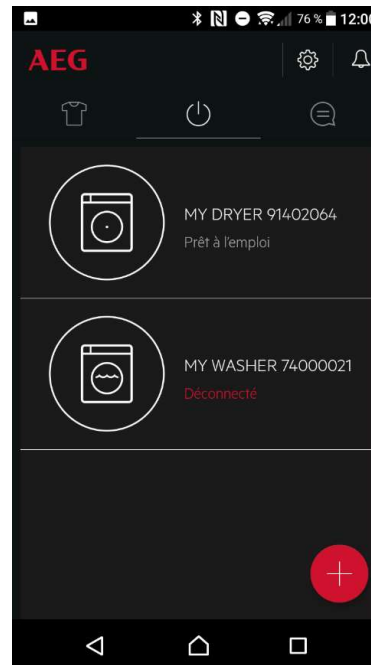 76 % 12:00
AEG
MY DRYER 91402064
Prêt à l'emploi
MY WASHER 74000021
Déconnecté